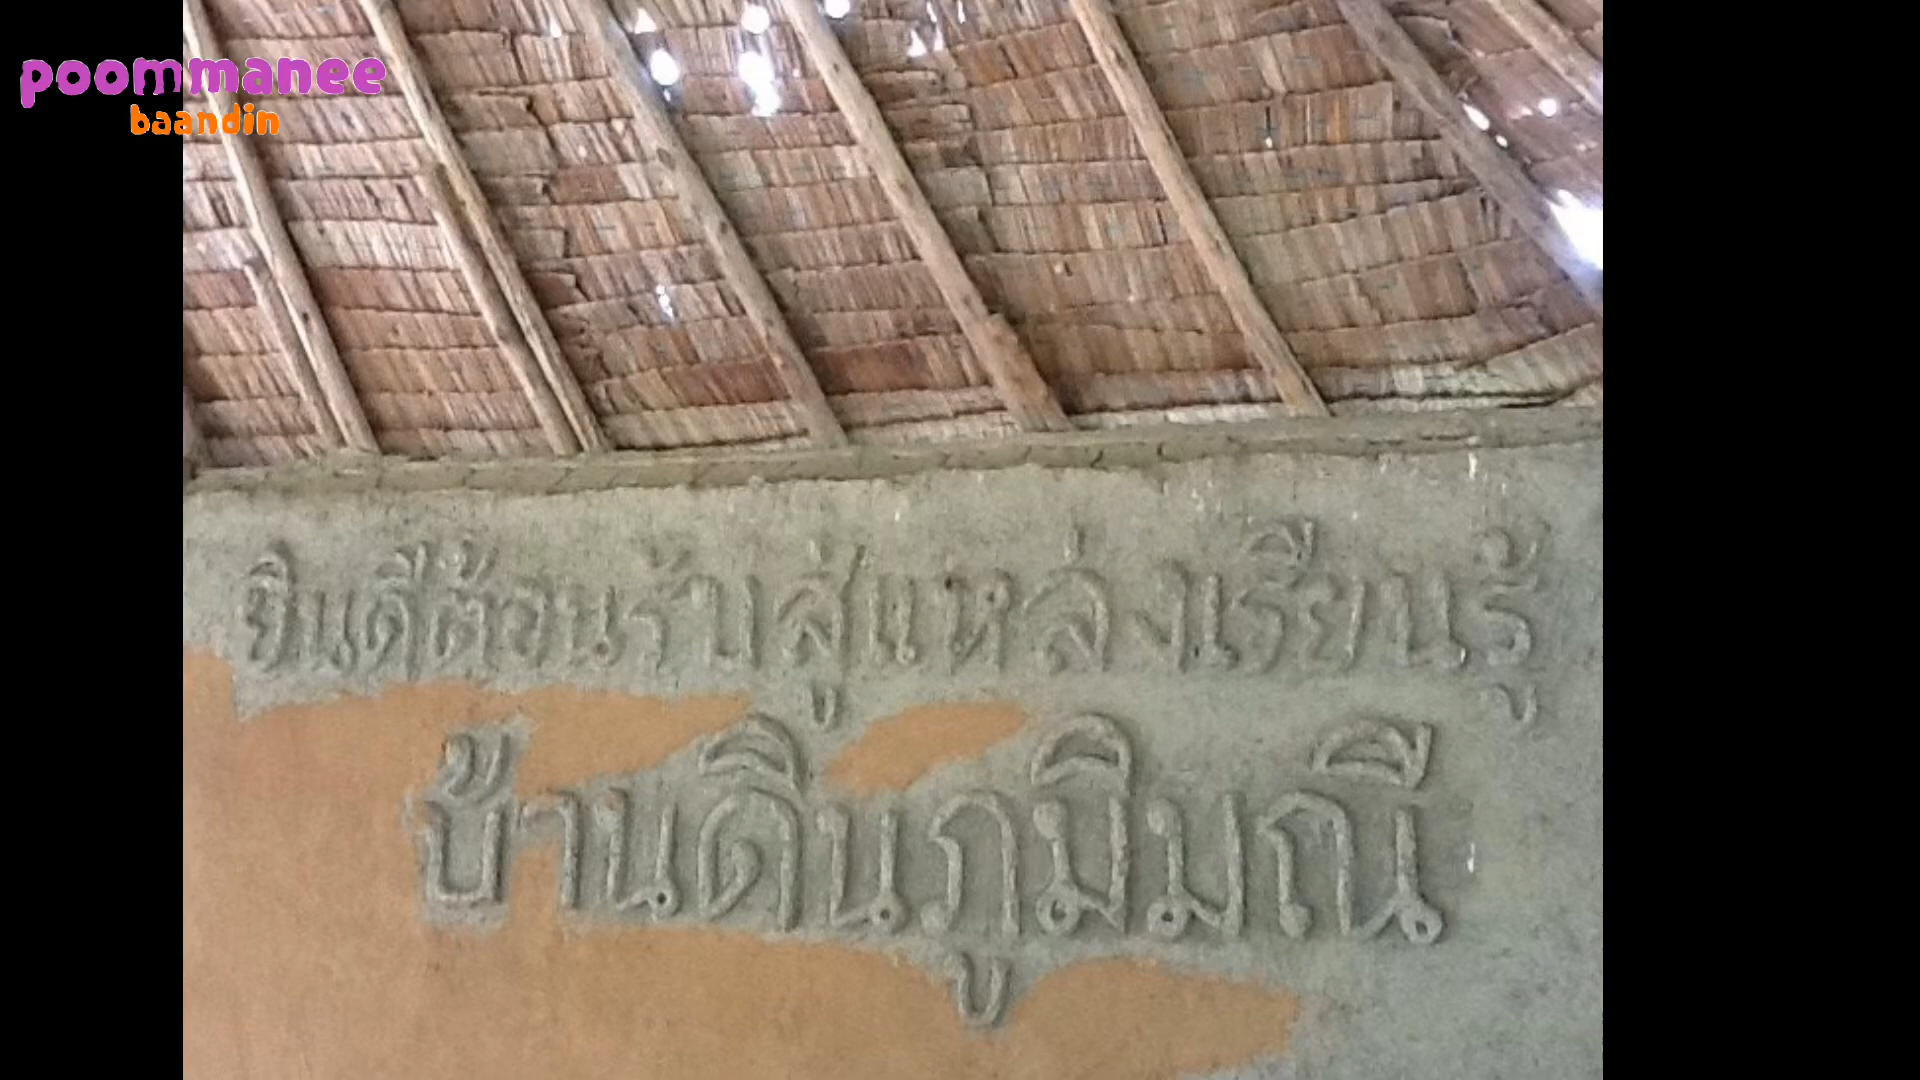 poommanee
baandin
ยินดีต้อนรับสู่แหล่งเรียนรู้
บ้านดินภูมิมณี